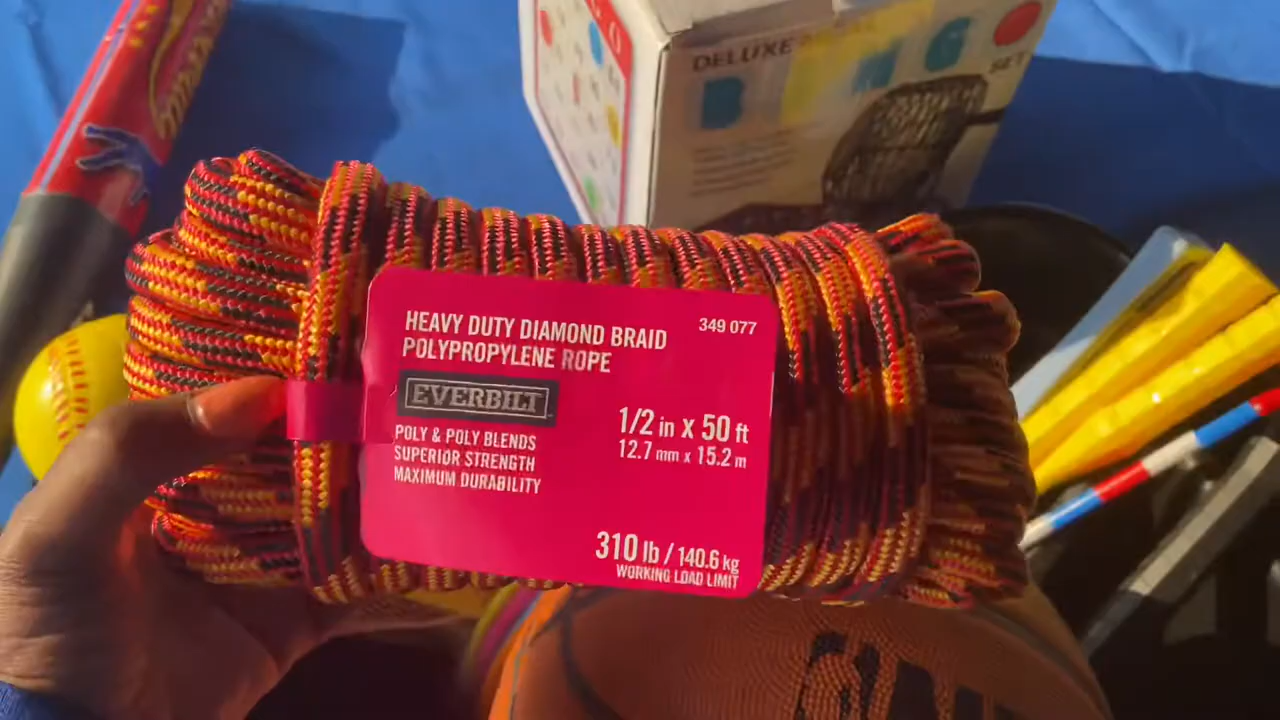 DELUXE
SET
HEAVY DUTY DIAMOND BRAID
POLYPROPYLENE ROPE
349 077
EVERBILT
POLY & POLY BLENDS
SUPERIOR STRENGTH
MAXIMUM DURABILITY
1/2 in x 50 ft
12.7 mm x 15.2 m
310 lb / 140.6 kg
WORKING LOAD LIMIT